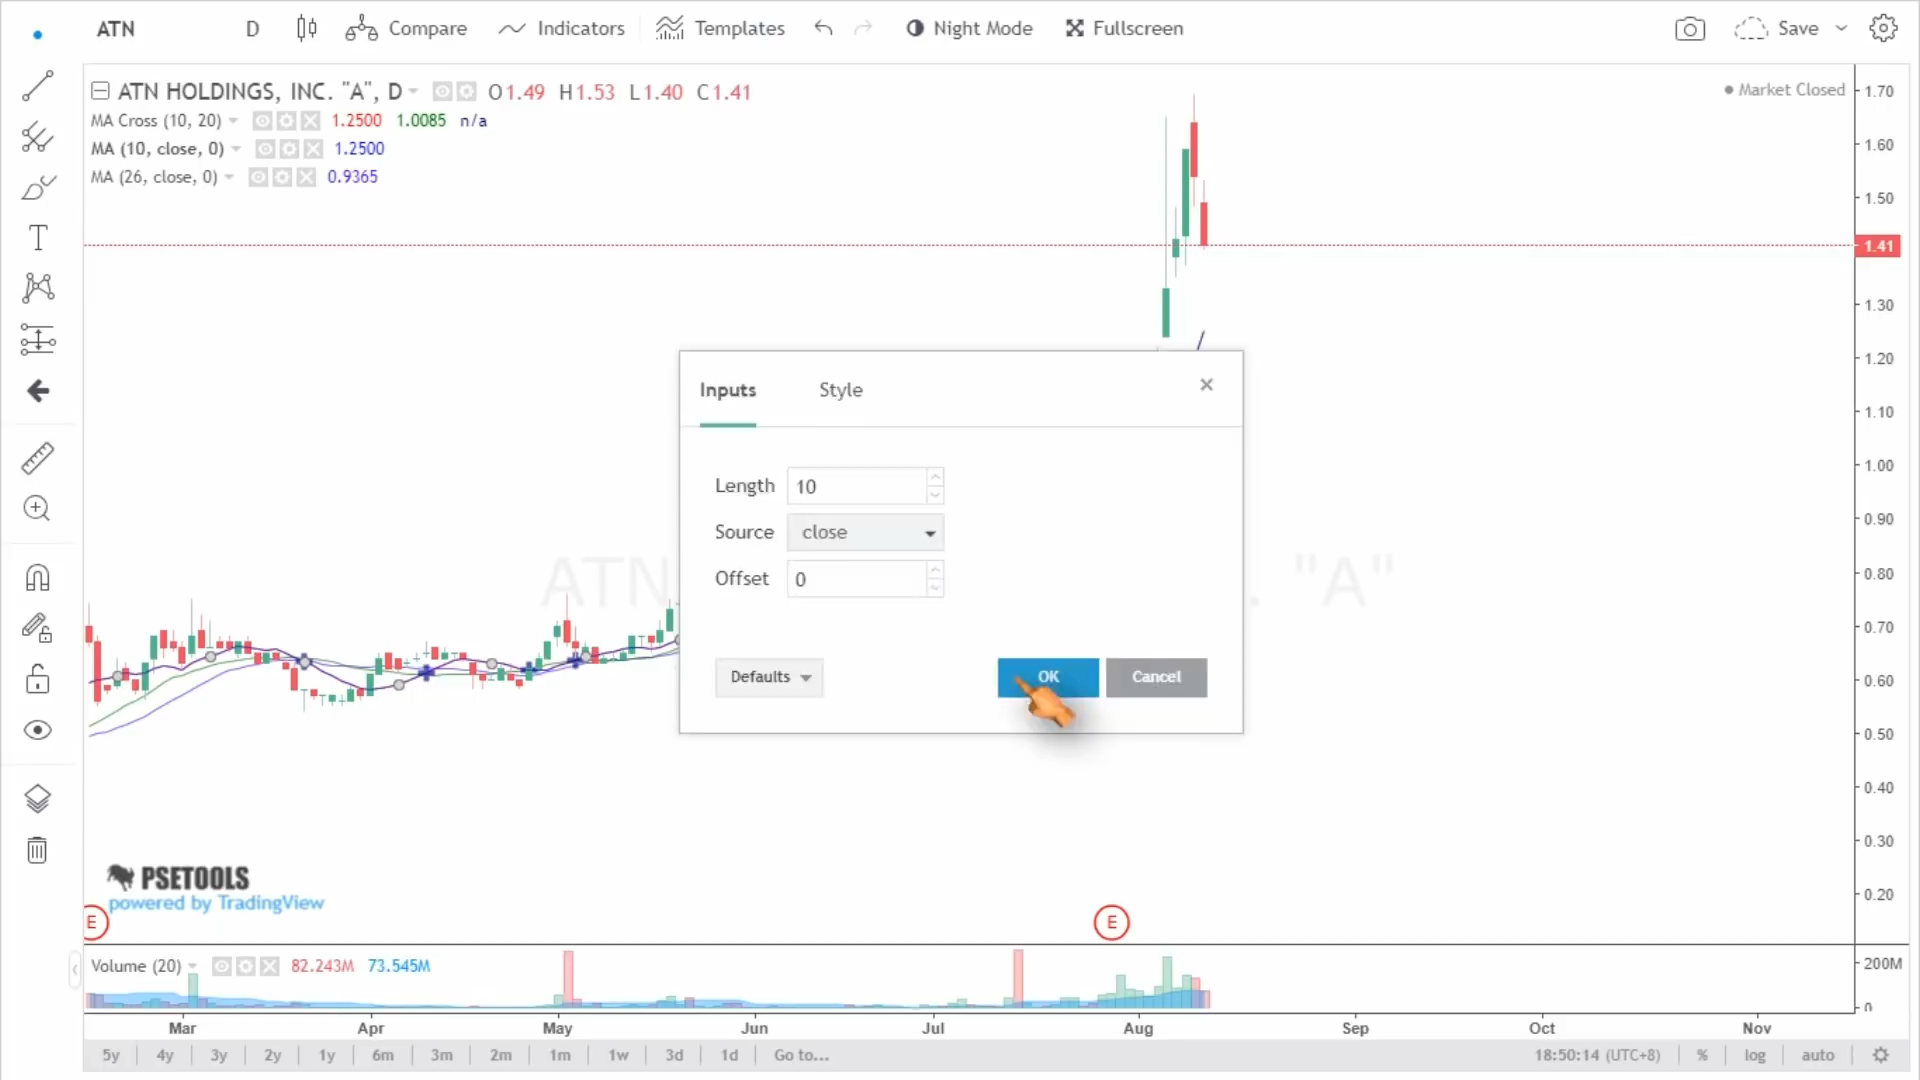 ATN D Compare Indicators Templates Night Mode Fullscreen Save
ATN HOLDINGS, INC. "A", D O1.49 H1.53 L1.40 C1.41
Market Closed
MA Cross (10, 20) 1.2500 1.0085 n/a
MA (10, close, 0) 1.2500
MA (26, close, 0) 0.9365
1.70
1.60
1.50
1.41
1.30
1.20
1.10
1.00
0.90
0.80
0.70
0.60
0.50
0.40
0.30
0.20
Inputs Style
Length 10
Source close
Offset 0
Defaults OK Cancel
ATN . "A"
PSETOOLS
powered by TradingView
E E
Volume (20) 82.243M 73.545M
200M
0
Mar Apr May Jun Jul Aug Sep Oct Nov
5y 4y 3y 2y 1y 6m 3m 2m 1m 1w 3d 1d Go to... 18:50:14 (UTC+8) % log auto